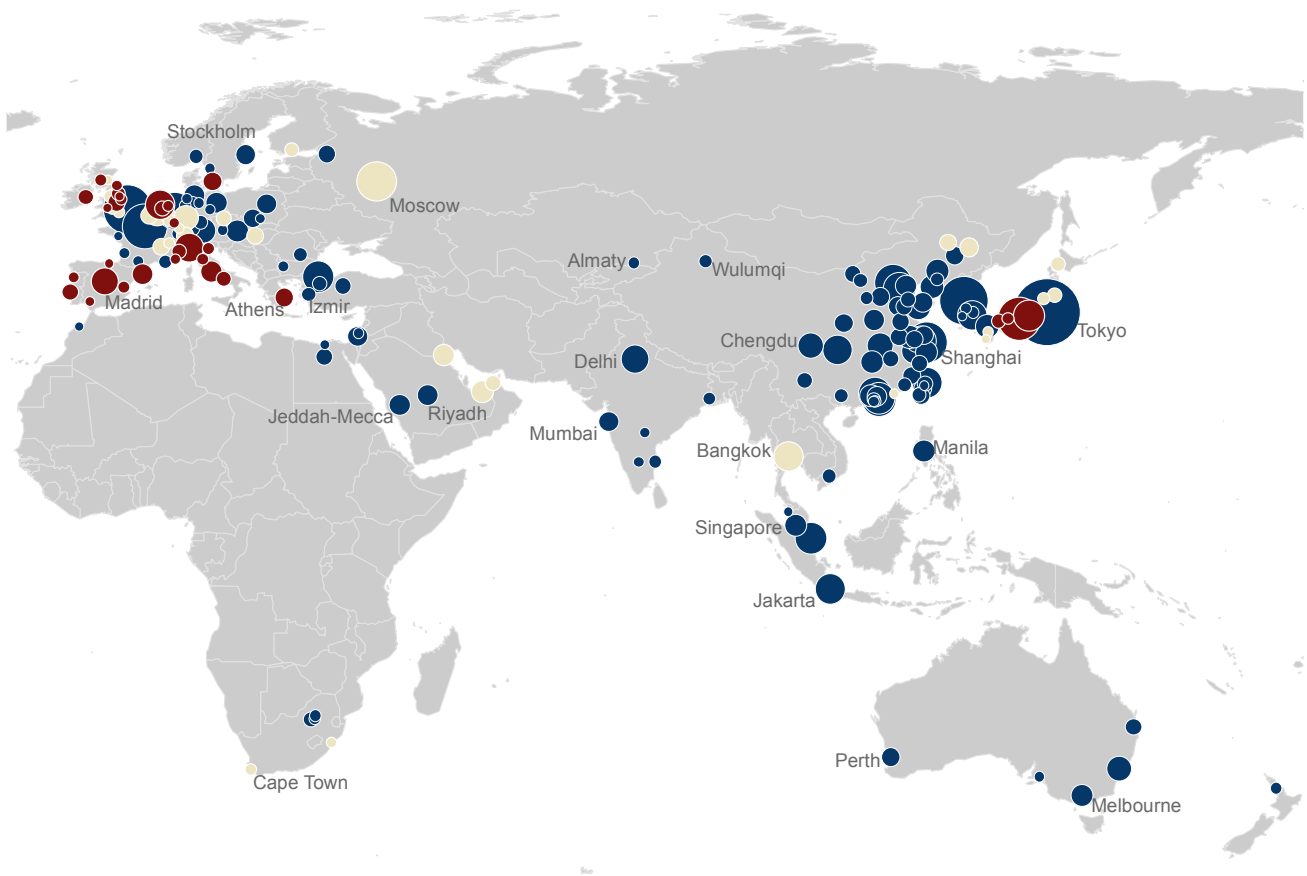 Stockholm
Moscow
Almaty
Wulumqi
Madrid
Athens
Izmir
Chengdu
Tokyo
Shanghai
Delhi
Jeddah-Mecca
Riyadh
Mumbai
Bangkok
Manila
Singapore
Jakarta
Perth
Cape Town
Melbourne